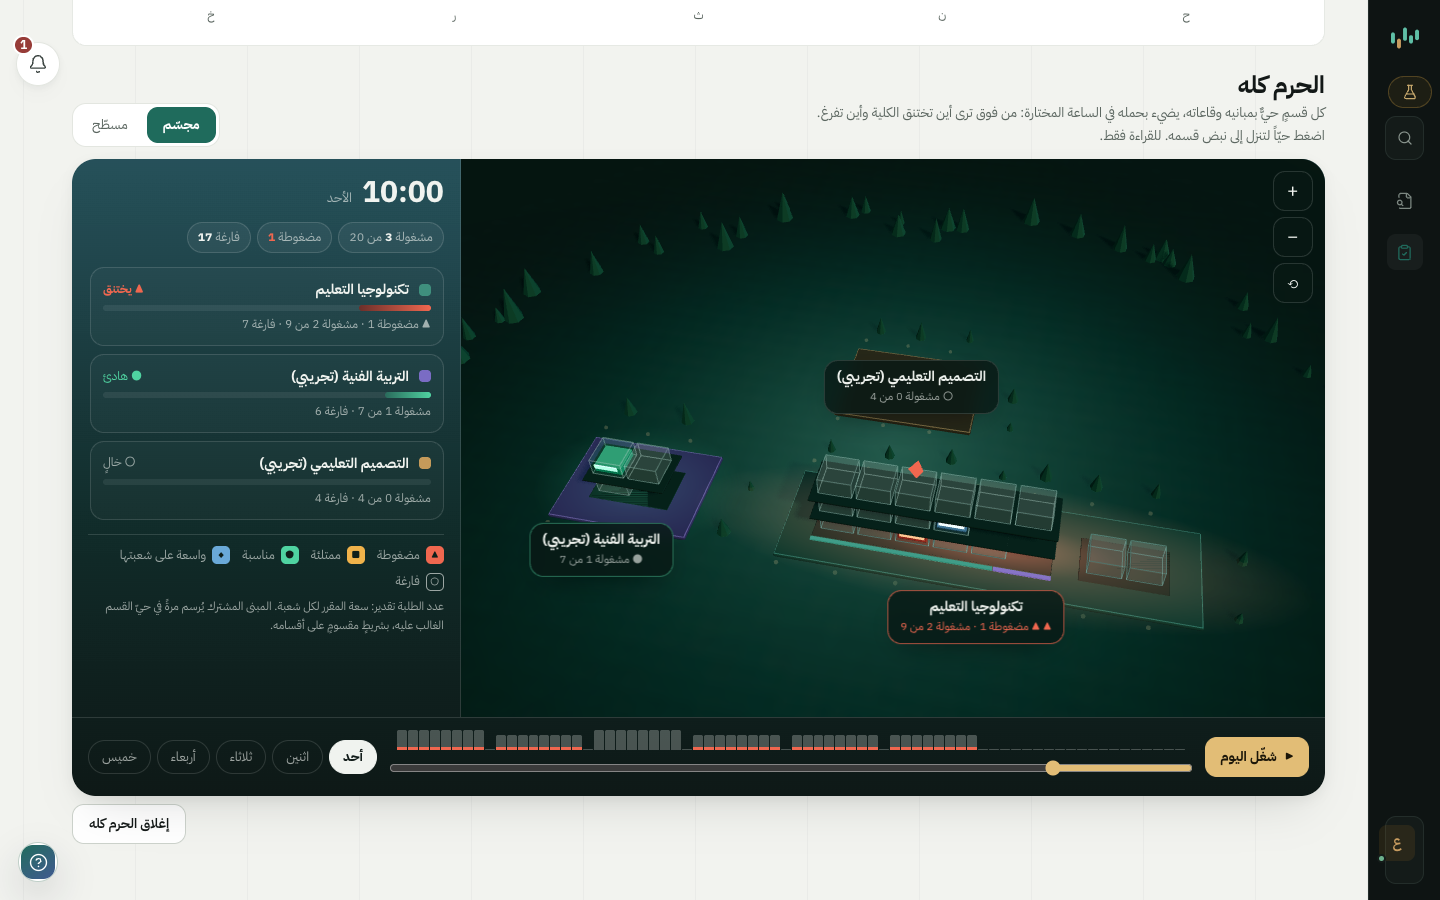 ح ن ث ر خ
1
الحرم كله
كل قسمٍ حيٌّ بمبانيه وقاعاته، يضيء بحمله في الساعة المختارة: من فوق ترى أين تختنق الكلية وأين تفرغ.
اضغط حيّاً لتنزل إلى نبض قسمه. للقراءة فقط.
مجسّم
مسطّح
10:00 الأحد
مشغولة 3 من 20
مضغوطة 1
فارغة 17
تكنولوجيا التعليم
▲ يختنق
▲ مضغوطة 1 · مشغولة 2 من 9 · فارغة 7
التربية الفنية (تجريبي)
هادئ
مشغولة 1 من 7 · فارغة 6
التصميم التعليمي (تجريبي)
خالٍ
مشغولة 0 من 4 · فارغة 4
مضغوطة
ممتلئة
مناسبة
واسعة على شعبتها
فارغة
عدد الطلبة تقدير: سعة المقرر لكل شعبة. المبنى المشترك يُرسم مرةً في حيّ القسم
الغالب عليه، بشريطٍ مقسومٍ على أقسامه.
+
−
⟲
التصميم التعليمي (تجريبي)
مشغولة 0 من 4
التربية الفنية (تجريبي)
مشغولة 1 من 7
تكنولوجيا التعليم
▲ ▲ مضغوطة 1 · مشغولة 2 من 9
شغّل اليوم
أحد
اثنين
ثلاثاء
أربعاء
خميس
إغلاق الحرم كله
ع